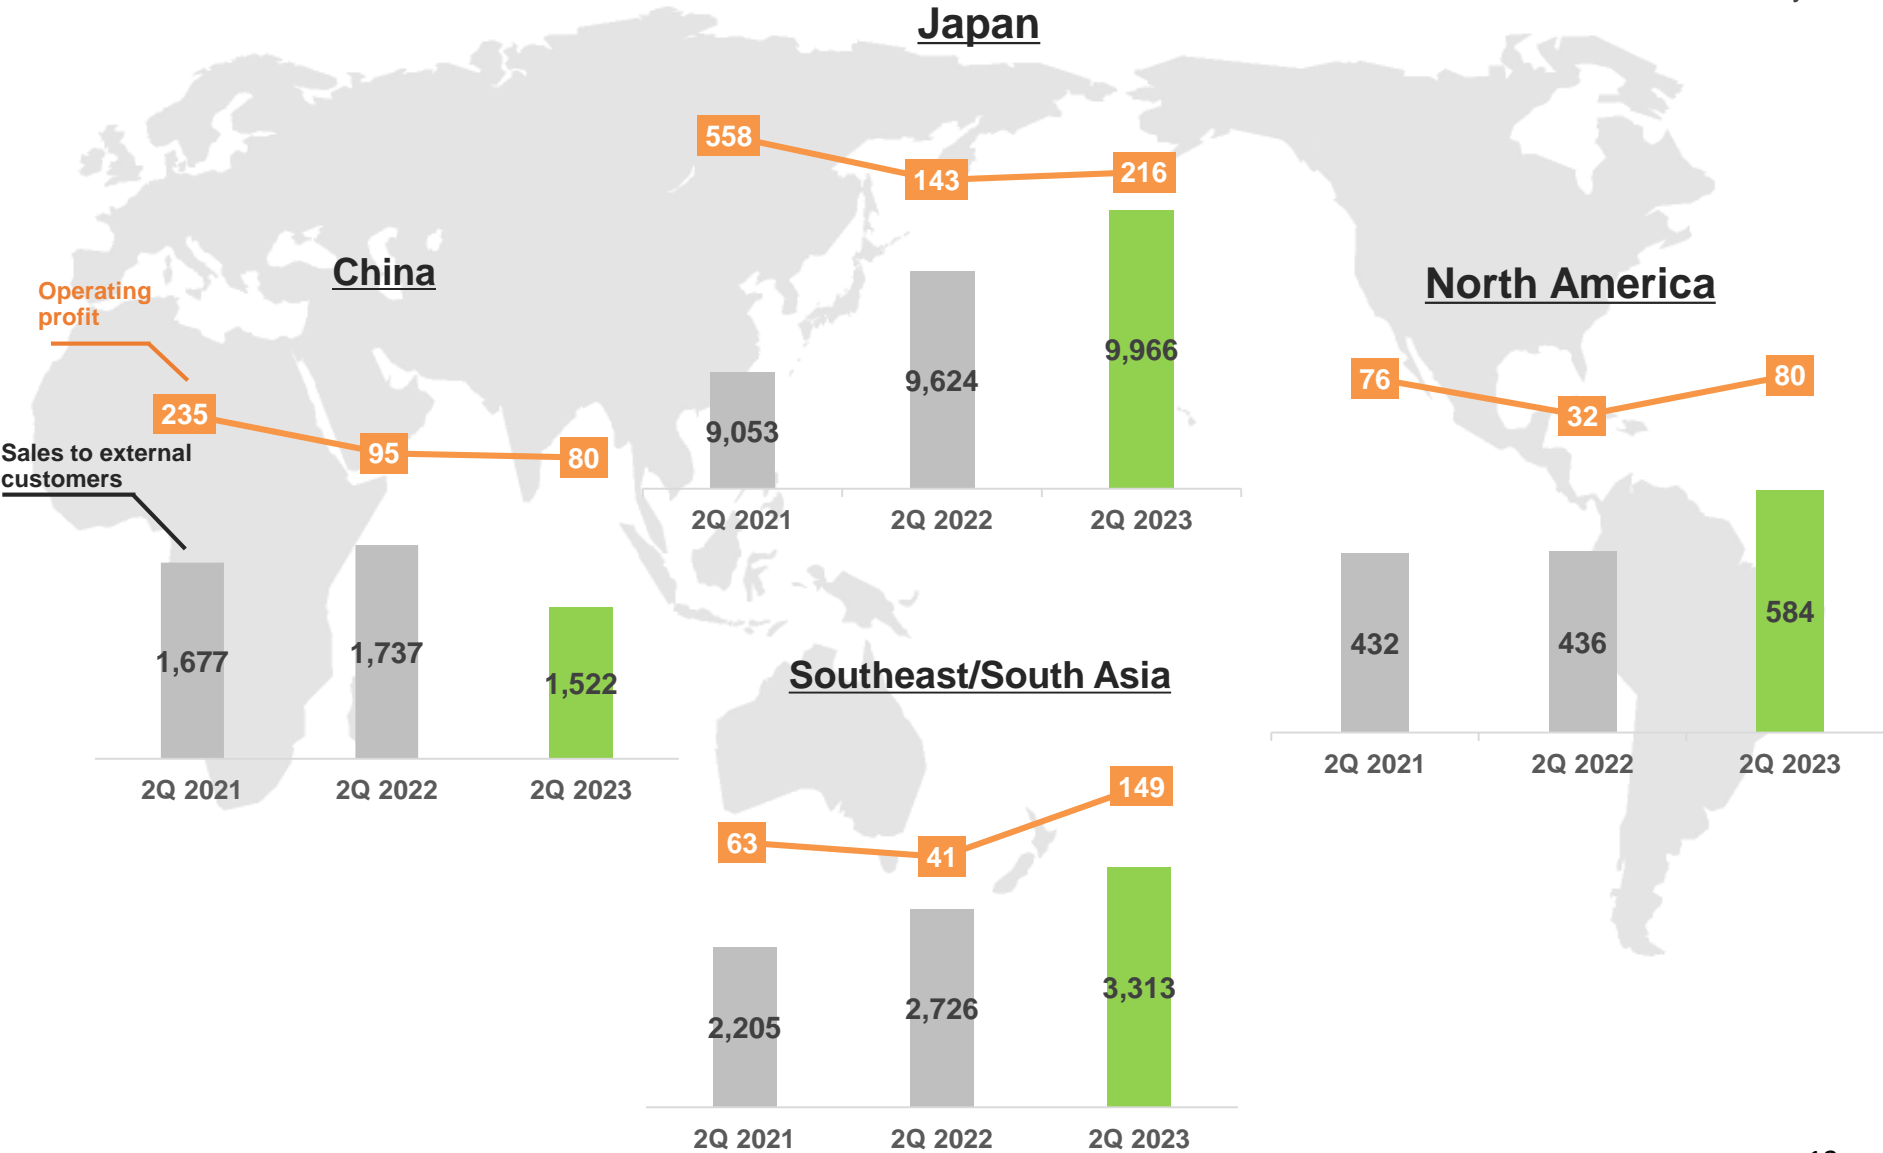 Japan
558
143
216
9,053
9,624
9,966
2Q 2021
2Q 2022
2Q 2023
China
Operating
profit
235
95
80
Sales to external
customers
1,677
1,737
1,522
2Q 2021
2Q 2022
2Q 2023
North America
76
32
80
432
436
584
2Q 2021
2Q 2022
2Q 2023
Southeast/South Asia
63
41
149
2,205
2,726
3,313
2Q 2021
2Q 2022
2Q 2023